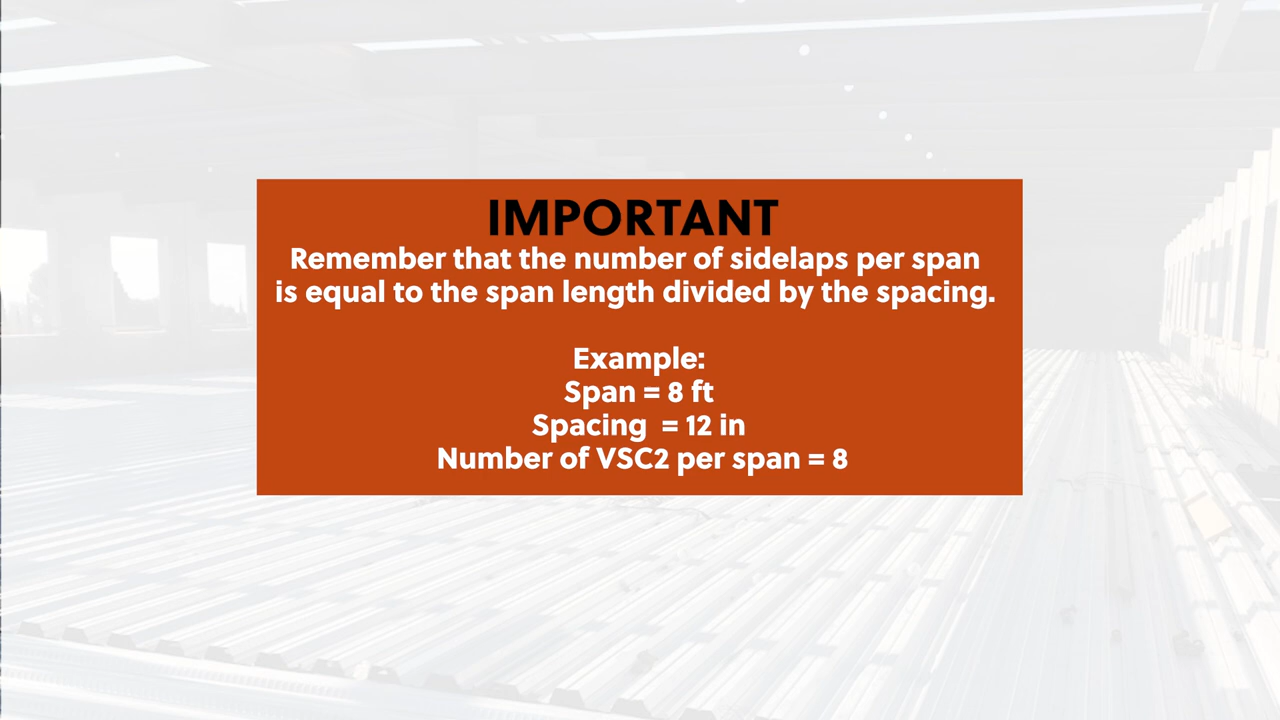 IMPORTANT
Remember that the number of sidelaps per span
is equal to the span length divided by the spacing.
Example:
Span = 8 ft
Spacing  = 12 in
Number of VSC2 per span = 8